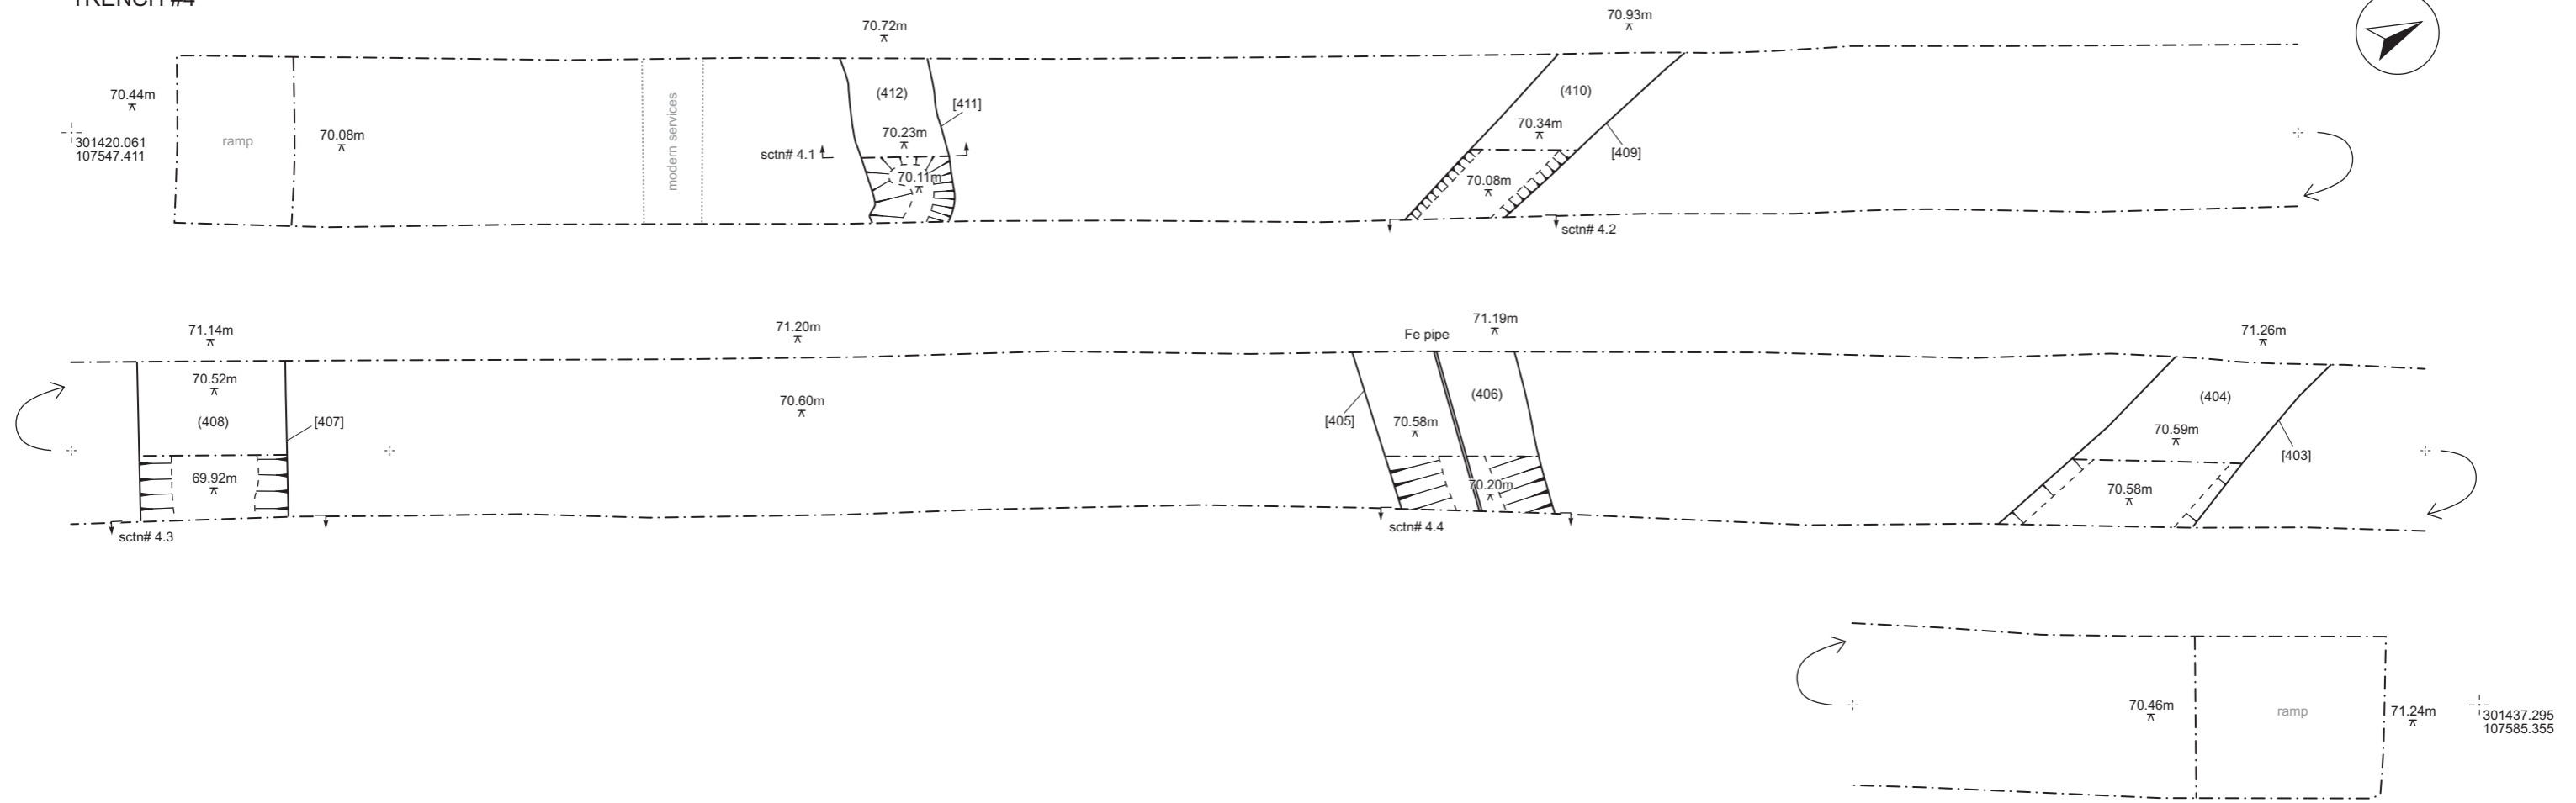 TRENCH #4
70.72m
70.93m
70.44m
301420.061
107547.411
ramp
70.08m
modern services
(412)
[411]
70.23m
sctn# 4.1
70.11m
(410)
70.34m
[409]
70.08m
sctn# 4.2
71.14m
71.20m
Fe pipe
71.19m
71.26m
70.52m
(408)
[407]
70.60m
69.92m
sctn# 4.3
[405]
(406)
70.58m
70.20m
sctn# 4.4
(404)
70.59m
[403]
70.58m
70.46m
ramp
71.24m
301437.295
107585.355